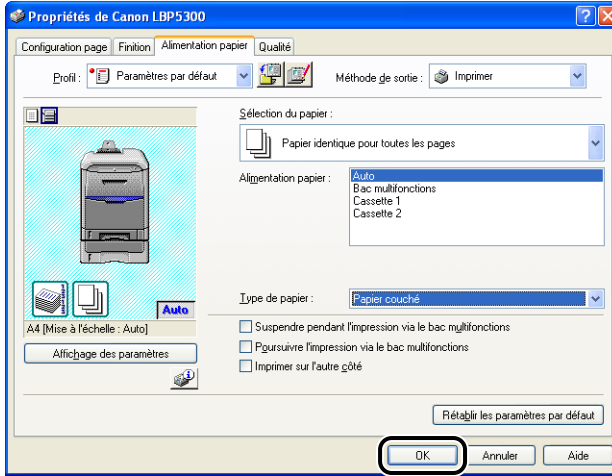 Propriétés de Canon LBP5300
Configuration page Finition Alimentation papier Qualité
Profil : Paramètres par défaut Méthode de sortie : Imprimer
Sélection du papier :
Papier identique pour toutes les pages
Alimentation papier : Auto
Bac multifonctions
Cassette 1
Cassette 2
Auto
Type de papier : Papier couché
A4 [Mise à l'échelle : Auto]
Suspendre pendant l'impression via le bac multifonctions
Affichage des paramètres
Poursuivre l'impression via le bac multifonctions
Imprimer sur l'autre côté
Rétablir les paramètres par défaut
OK Annuler Aide